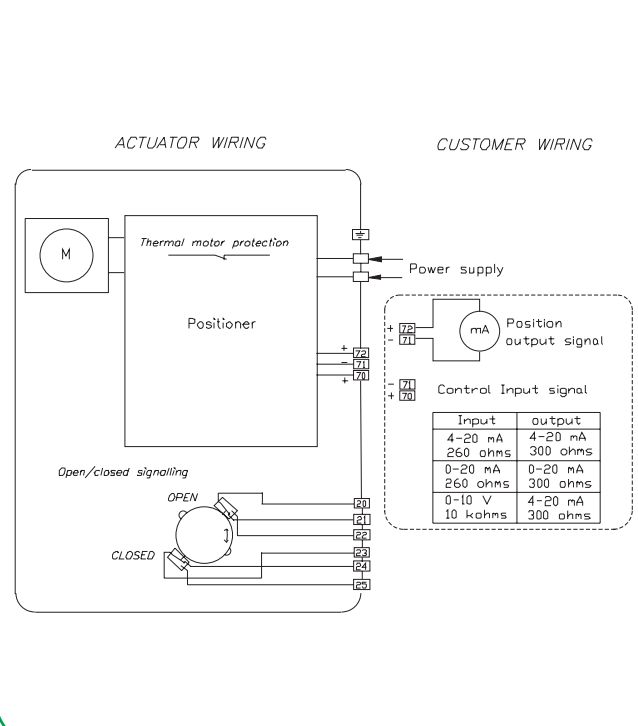 ACTUATOR WIRING
CUSTOMER WIRING
M
Thermal motor protection
Power supply
Positioner
+ 72
- 71
+ 70
+ 72
- 71
mA
Position
output signal
- 71
+ 70
Control Input signal
Input output
4-20 mA 4-20 mA
260 ohms 300 ohms
0-20 mA 0-20 mA
260 ohms 300 ohms
0-10 V 4-20 mA
10 kohms 300 ohms
Open/closed signalling
OPEN
CLOSED
20
21
22
23
24
25